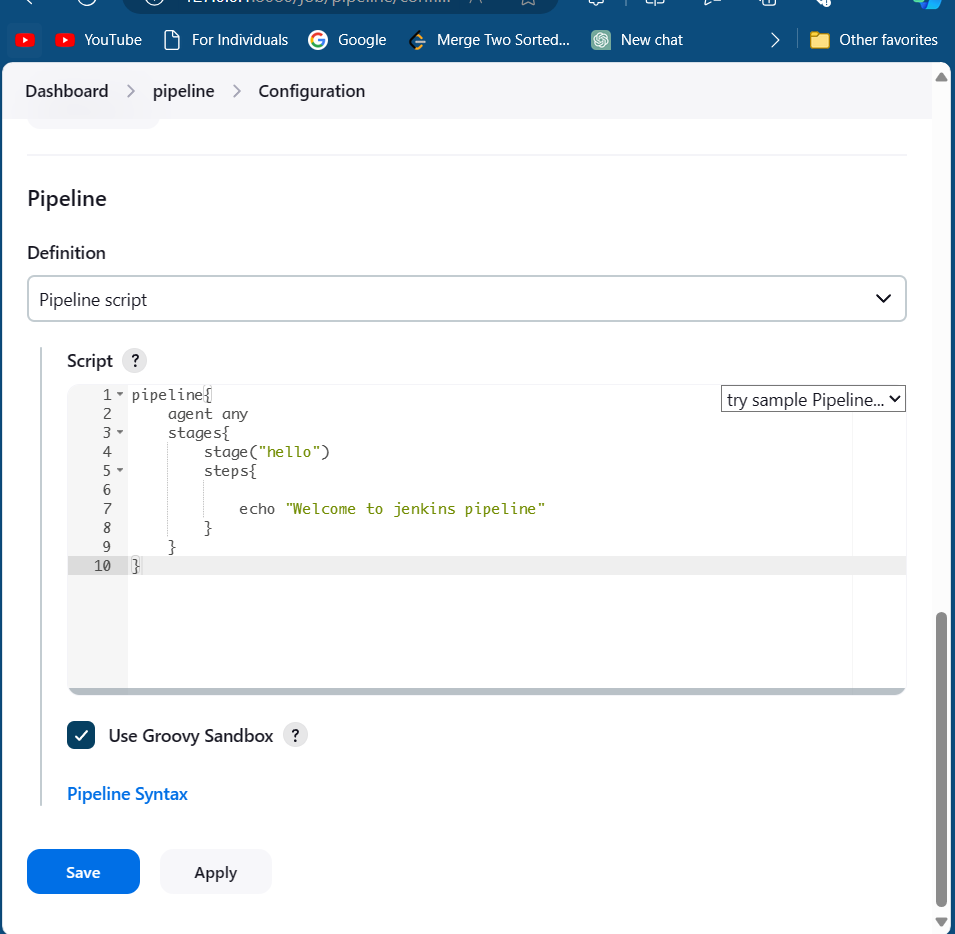 YouTube For Individuals Google Merge Two Sorted... New chat Other favorites
Dashboard pipeline Configuration
Pipeline
Definition
Pipeline script
Script ?
try sample Pipeline...
1 pipeline{
2 agent any
3 stages{
4 stage("hello")
5 steps{
6
7 echo "Welcome to jenkins pipeline"
8 }
9 }
10 }
Use Groovy Sandbox ?
Pipeline Syntax
Save Apply